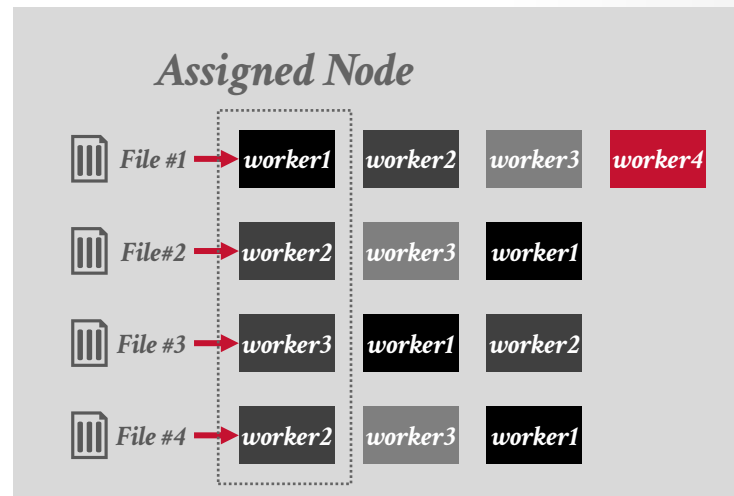 Assigned Node
File #1 worker1 worker2 worker3 worker4
File#2 worker2 worker3 worker1
File #3 worker3 worker1 worker2
File #4 worker2 worker3 worker1